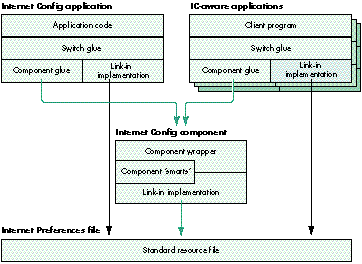 Internet Config application
IC-aware applications
Application code
Client program
Switch glue
Switch glue
Component glue
Link-in
implementation
Component glue
Link-in
implementation
Internet Config component
Component wrapper
Component 'smarts'
Link-in implementation
Internet Preferences file
Standard resource file